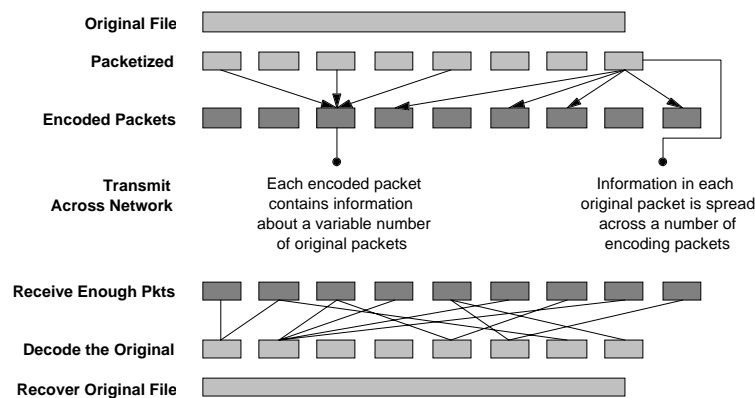 Original File
Packetized
Encoded Packets
Transmit
Across Network
Each encoded packet
contains information
about a variable number
of original packets
Information in each
original packet is spread
across a number of
encoding packets
Receive Enough Pkts
Decode the Original
Recover Original File